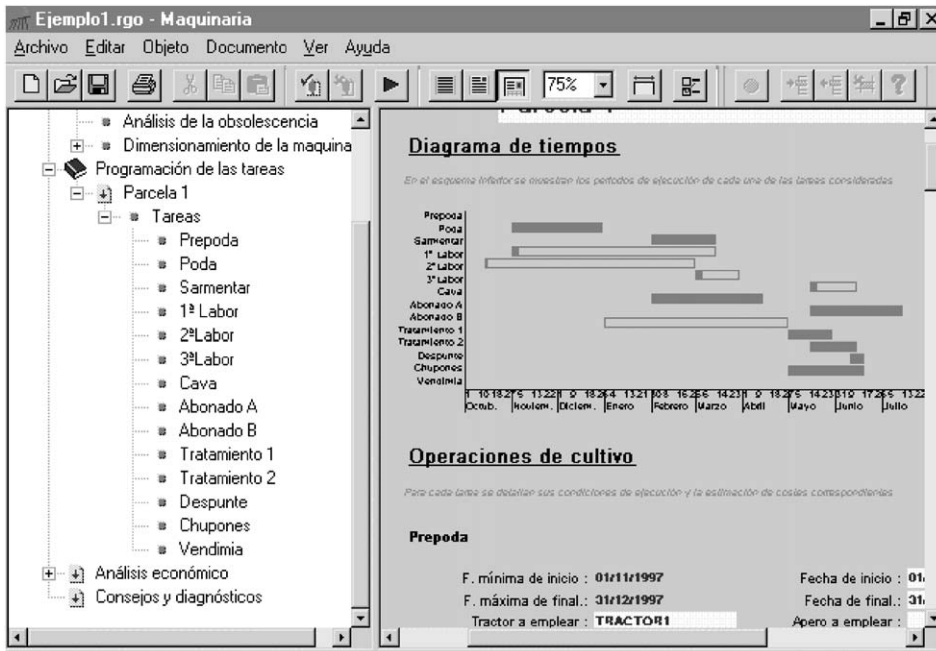 Ejemplo1.rgo - Maquinaria
Archivo Editar Objeto Documento Ver Ayuda
75%
Análisis de la obsolescencia
Dimensionamiento de la maquina
Programación de las tareas
Parcela 1
Tareas
Prepoda
Poda
Sarmentar
1ª Labor
2ªLabor
3ªLabor
Cava
Abonado A
Abonado B
Tratamiento 1
Tratamiento 2
Despunte
Chupones
Vendimia
Análisis económico
Consejos y diagnósticos
Diagrama de tiempos
En el esquema inferior se muestran los periodos de ejecución de cada una de las tareas consideradas
Prepoda
Poda
Sarmentar
1ª Labor
2ª Labor
3ª Labor
Cava
Abonado A
Abonado B
Tratamiento 1
Tratamiento 2
Despunte
Chupones
Vendimia
Octub. Noviem. Diciem. Enero Febrero Marzo Abril Mayo Junio Julio
Operaciones de cultivo
Para cada tarea se detallan sus condiciones de ejecución y la estimación de costes correspondientes
Prepoda
F. mínima de inicio : 01/11/1997 Fecha de inicio : 01/
F. máxima de final.: 31/12/1997 Fecha de final.: 31/
Tractor a emplear : TRACTOR1 Apero a emplear :